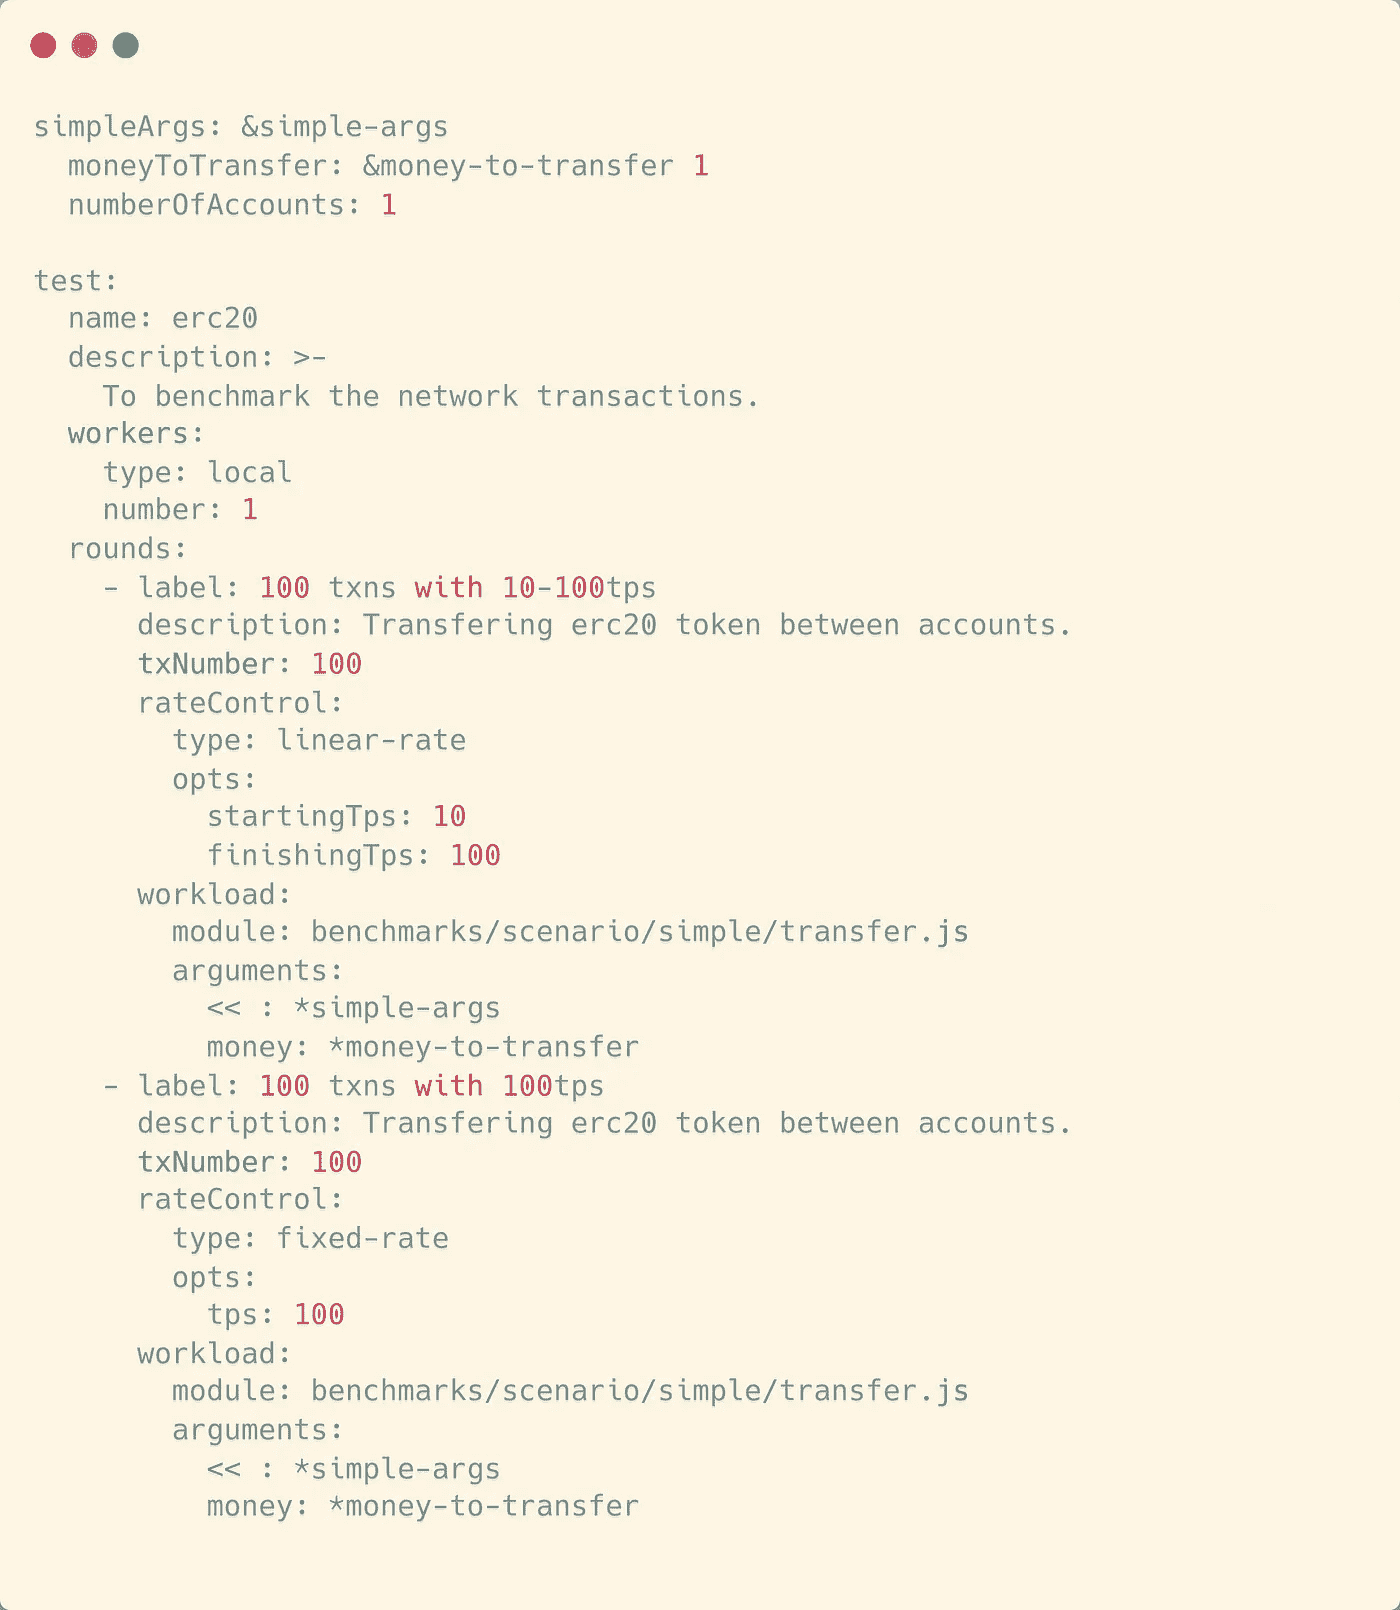 simpleArgs: &simple-args
  moneyToTransfer: &money-to-transfer 1
  numberOfAccounts: 1

test:
  name: erc20
  description: >-
    To benchmark the network transactions.
  workers:
    type: local
    number: 1
  rounds:
    - label: 100 txns with 10-100tps
      description: Transfering erc20 token between accounts.
      txNumber: 100
      rateControl:
        type: linear-rate
        opts:
          startingTps: 10
          finishingTps: 100
      workload:
        module: benchmarks/scenario/simple/transfer.js
        arguments:
          << : *simple-args
          money: *money-to-transfer
    - label: 100 txns with 100tps
      description: Transfering erc20 token between accounts.
      txNumber: 100
      rateControl:
        type: fixed-rate
        opts:
          tps: 100
      workload:
        module: benchmarks/scenario/simple/transfer.js
        arguments:
          << : *simple-args
          money: *money-to-transfer